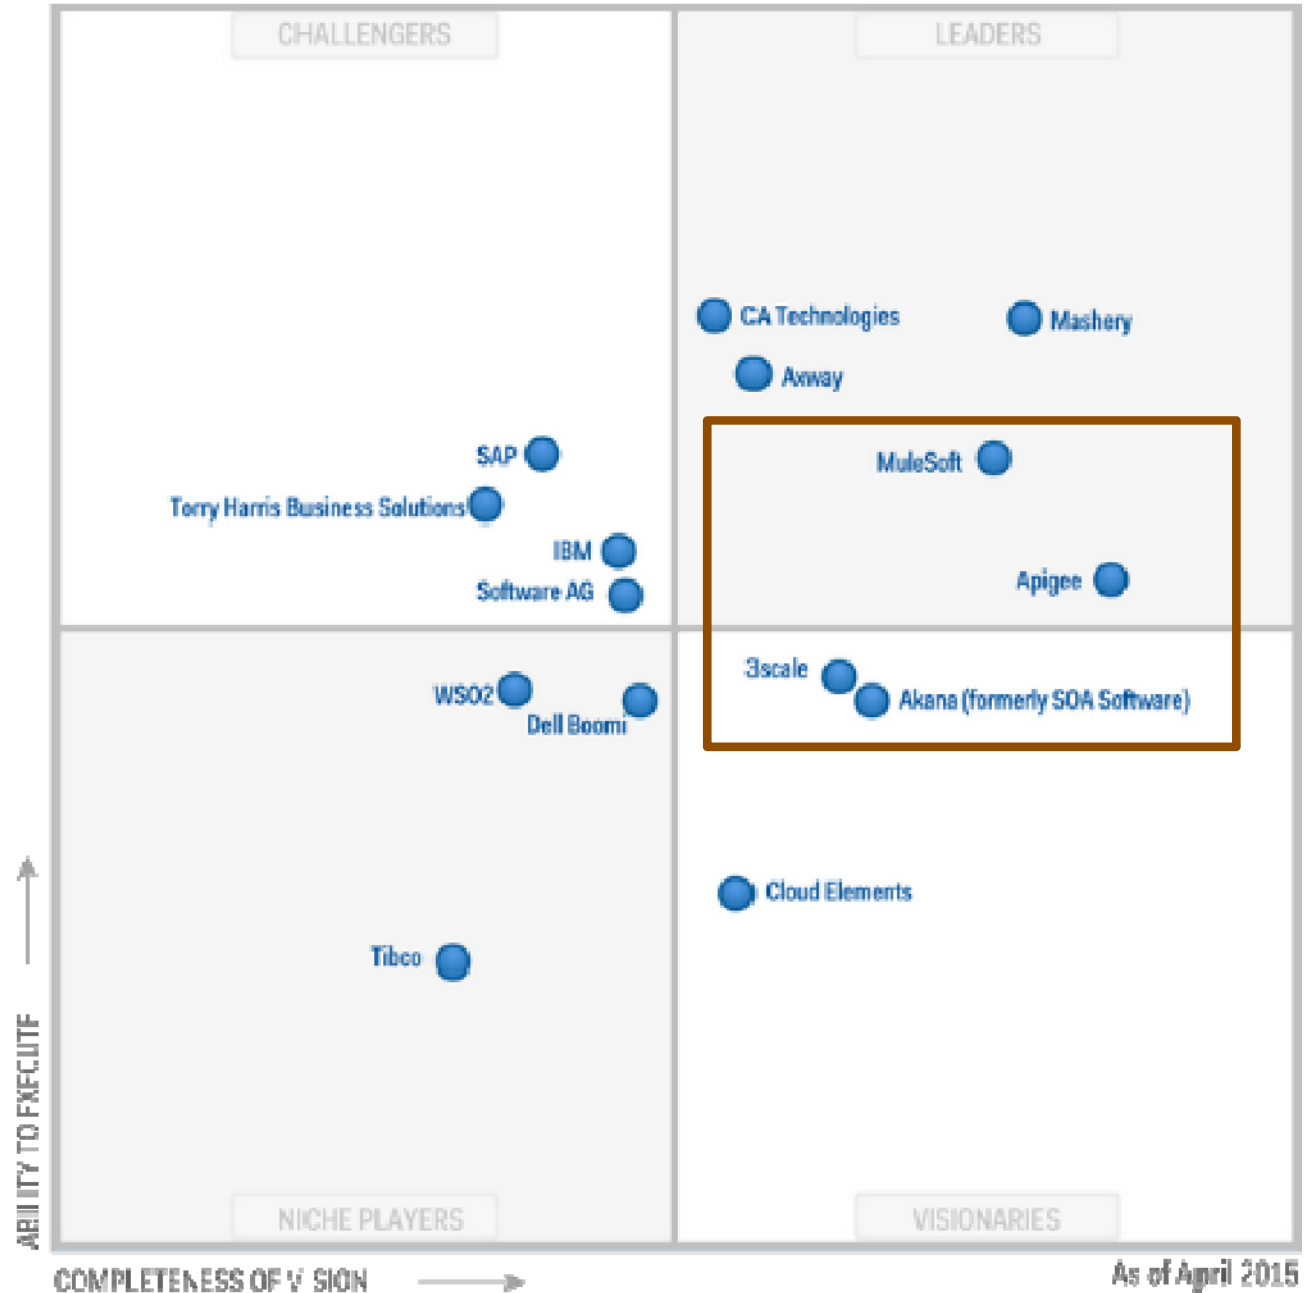 CHALLENGERS
LEADERS
CA Technologies
Mashery
Axway
SAP
MuleSoft
Torry Harris Business Solutions
IBM
Apigee
Software AG
3scale
WSO2
Akana (formerly SOA Software)
Dell Boomi
Cloud Elements
Tibco
ABILITY TO EXECUTE
NICHE PLAYERS
VISIONARIES
COMPLETENESS OF VISION
As of April 2015